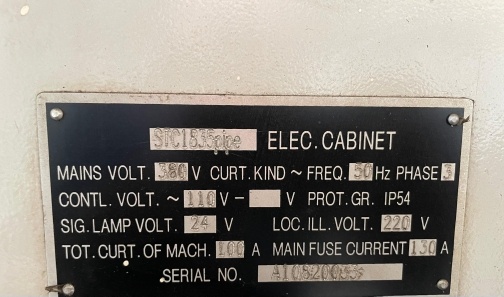 STC1535pipe ELEC.CABINET
MAINS VOLT. 380 V CURT.KIND ~ FREQ. 50 Hz PHASE 3
CONTL. VOLT. ~ 110 V – V PROT.GR. IP54
SIG.LAMP VOLT. 24 V LOC.ILL.VOLT. 220 V
TOT.CURT.OF MACH. 100 A MAIN FUSE CURRENT 130 A
SERIAL NO.